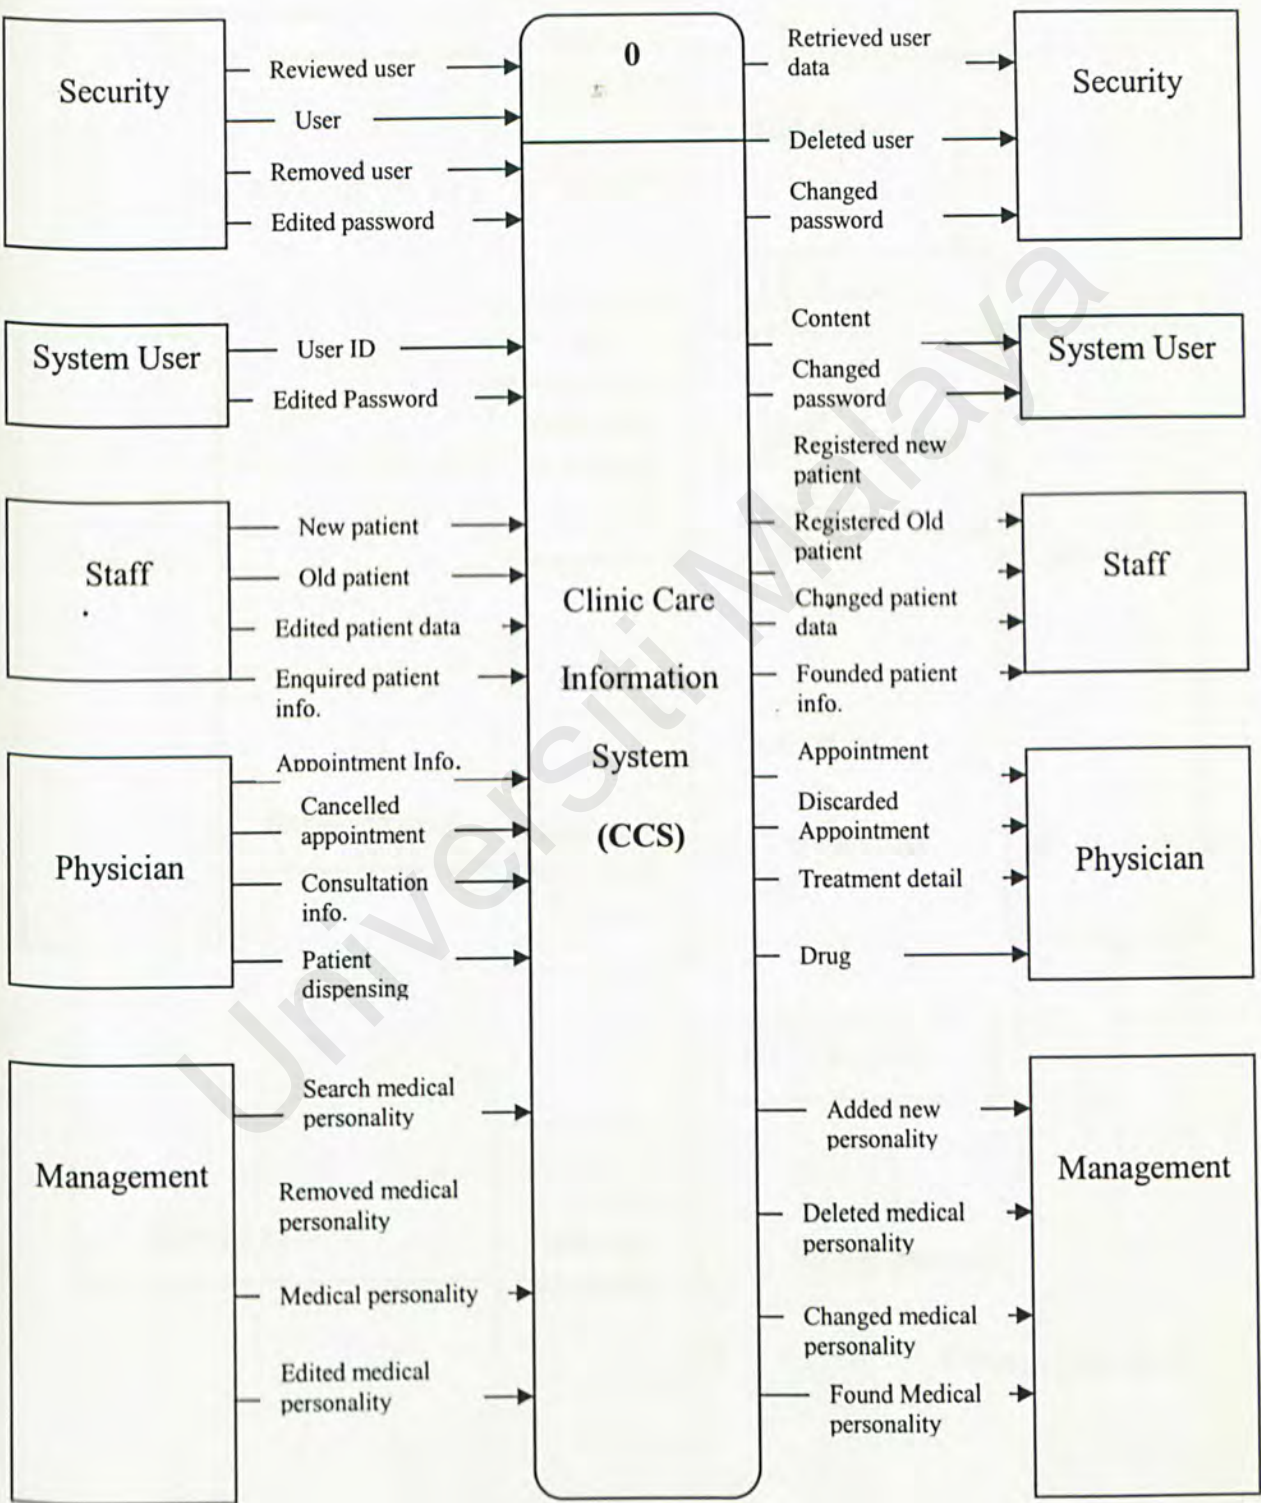 Security
Reviewed user
User
Removed user
Edited password
System User
User ID
Edited Password
Staff
New patient
Old patient
Edited patient data
Enquired patient
info.
Physician
Appointment Info.
Cancelled
appointment
Consultation
info.
Patient
dispensing
Management
Search medical
personality
Removed medical
personality
Medical personality
Edited medical
personality
0
Clinic Care
Information
System
(CCS)
Retrieved user
data
Deleted user
Changed
password
Security
Content
Changed
password
System User
Registered new
patient
Registered Old
patient
Changed patient
data
Founded patient
info.
Staff
Appointment
Discarded
Appointment
Treatment detail
Drug
Physician
Added new
personality
Deleted medical
personality
Changed medical
personality
Found Medical
personality
Management
Universiti Malaya